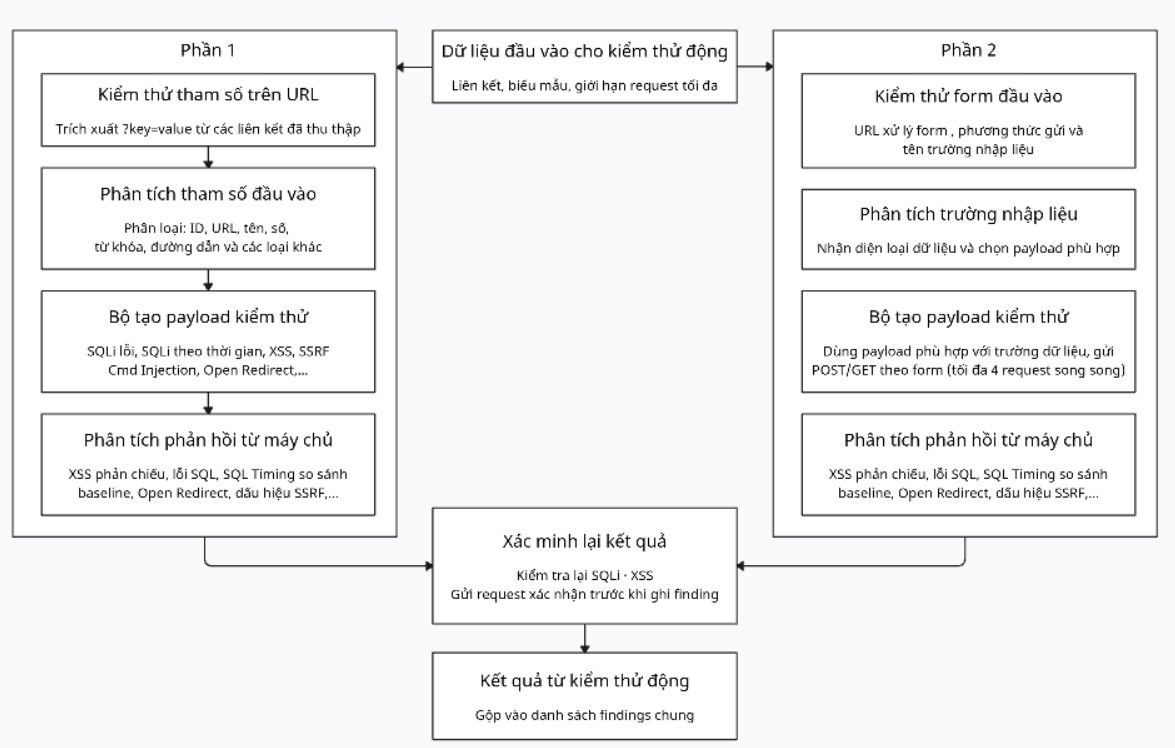 Phần 1
Kiểm thử tham số trên URL
Trích xuất ?key=value từ các liên kết đã thu thập
Phân tích tham số đầu vào
Phân loại: ID, URL, tên, số,
từ khóa, đường dẫn và các loại khác
Bộ tạo payload kiểm thử
SQLi lỗi, SQLi theo thời gian, XSS, SSRF
Cmd Injection, Open Redirect,...
Phân tích phản hồi từ máy chủ
XSS phản chiếu, lỗi SQL, SQL Timing so sánh
baseline, Open Redirect, dấu hiệu SSRF,...
Dữ liệu đầu vào cho kiểm thử động
Liên kết, biểu mẫu, giới hạn request tối đa
Phần 2
Kiểm thử form đầu vào
URL xử lý form , phương thức gửi và
tên trường nhập liệu
Phân tích trường nhập liệu
Nhận diện loại dữ liệu và chọn payload phù hợp
Bộ tạo payload kiểm thử
Dùng payload phù hợp với trường dữ liệu, gửi
POST/GET theo form (tối đa 4 request song song)
Phân tích phản hồi từ máy chủ
XSS phản chiếu, lỗi SQL, SQL Timing so sánh
baseline, Open Redirect, dấu hiệu SSRF,...
Xác minh lại kết quả
Kiểm tra lại SQLi · XSS
Gửi request xác nhận trước khi ghi finding
Kết quả từ kiểm thử động
Gộp vào danh sách findings chung